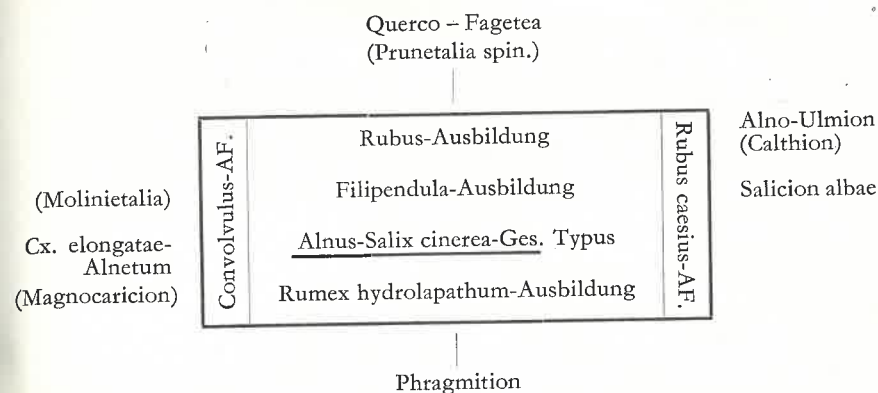 Querco – Fagetea
(Prunetalia spin.)
Convolvulus-AF.
Rubus-Ausbildung
Filipendula-Ausbildung
Alnus-Salix cinerea-Ges. Typus
Rumex hydrolapathum-Ausbildung
Rubus caesius-AF.
Alno-Ulmion
(Calthion)
Salicion albae
(Molinietalia)
Cx. elongatae-
Alnetum
(Magnocaricion)
Phragmition